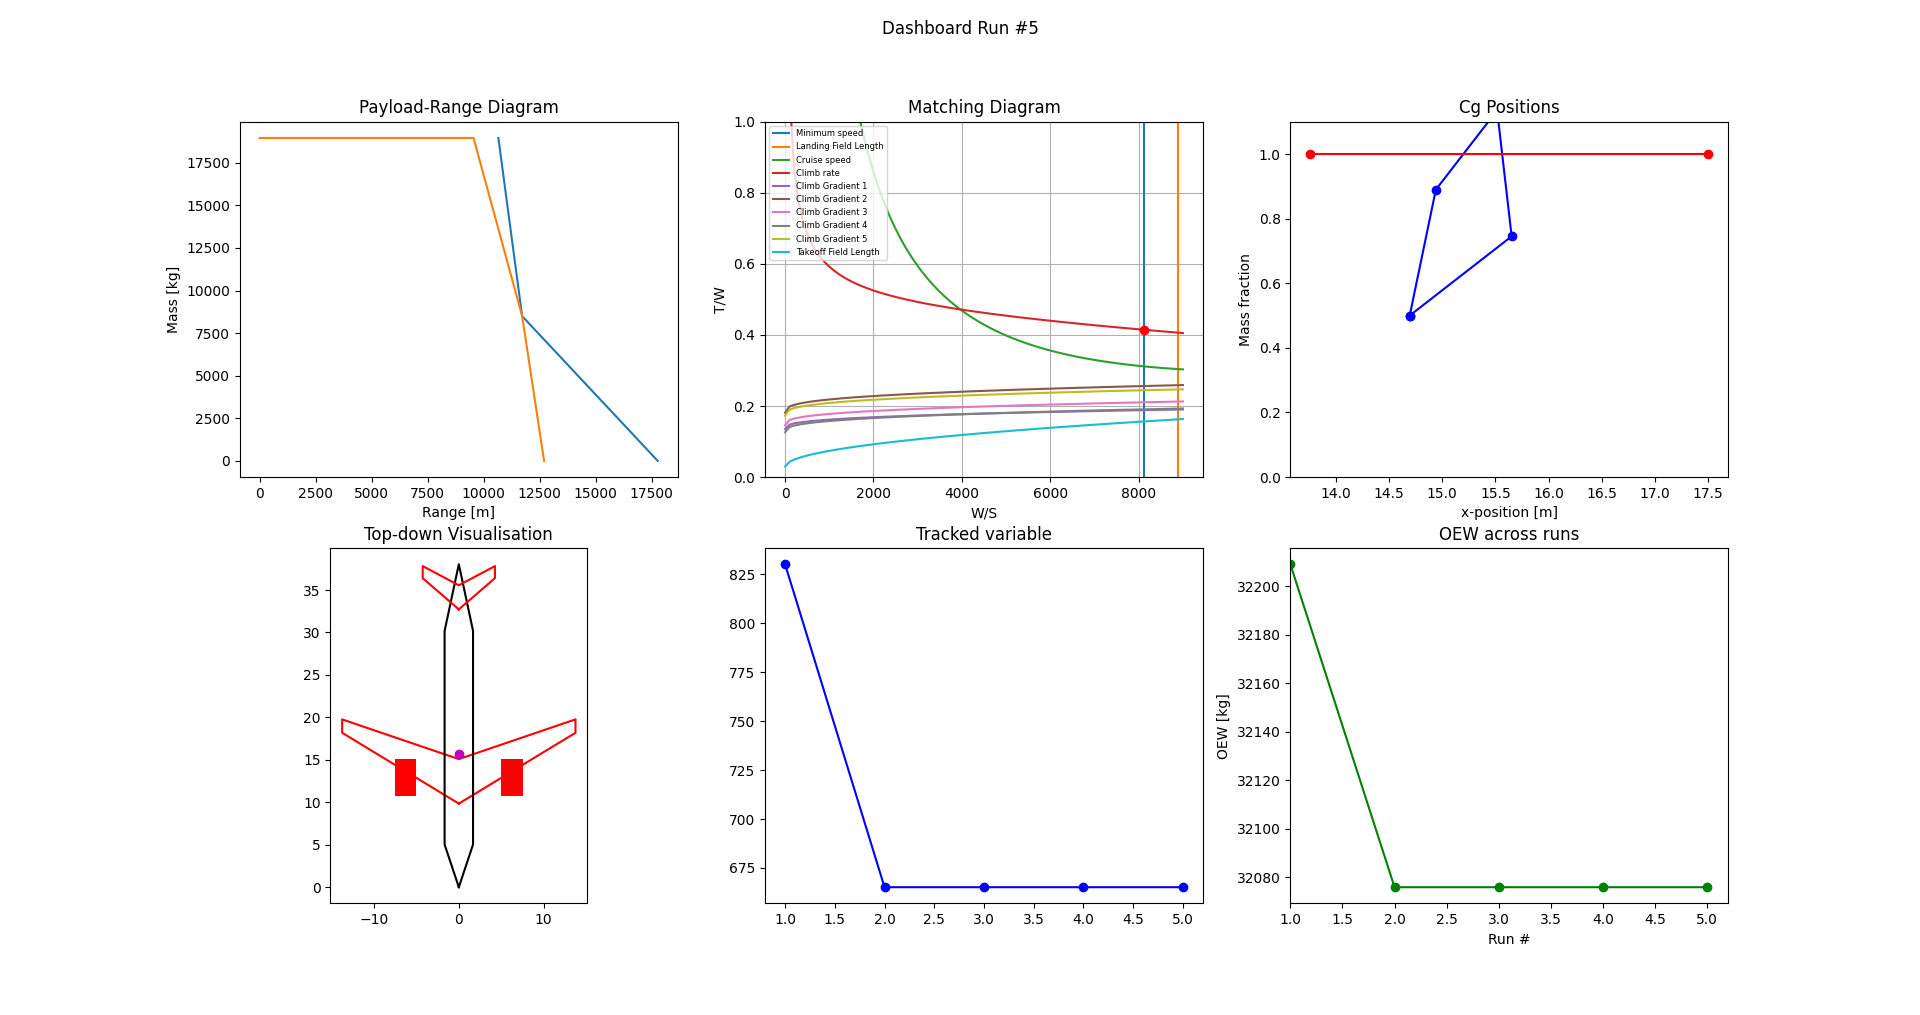 Dashboard Run #5
Payload-Range Diagram
Mass [kg]
17500
15000
12500
10000
7500
5000
2500
0
0 2500 5000 7500 10000 12500 15000 17500
Range [m]
Matching Diagram
T/W
1.0
0.8
0.6
0.4
0.2
0.0
Minimum speed
Landing Field Length
Cruise speed
Climb rate
Climb Gradient 1
Climb Gradient 2
Climb Gradient 3
Climb Gradient 4
Climb Gradient 5
Takeoff Field Length
0 2000 4000 6000 8000
W/S
Cg Positions
Mass fraction
1.0
0.8
0.6
0.4
0.2
0.0
14.0 14.5 15.0 15.5 16.0 16.5 17.0 17.5
x-position [m]
Top-down Visualisation
35
30
25
20
15
10
5
0
−10 0 10
Tracked variable
825
800
775
750
725
700
675
1.0 1.5 2.0 2.5 3.0 3.5 4.0 4.5 5.0
OEW across runs
OEW [kg]
32200
32180
32160
32140
32120
32100
32080
1.0 1.5 2.0 2.5 3.0 3.5 4.0 4.5 5.0
Run #